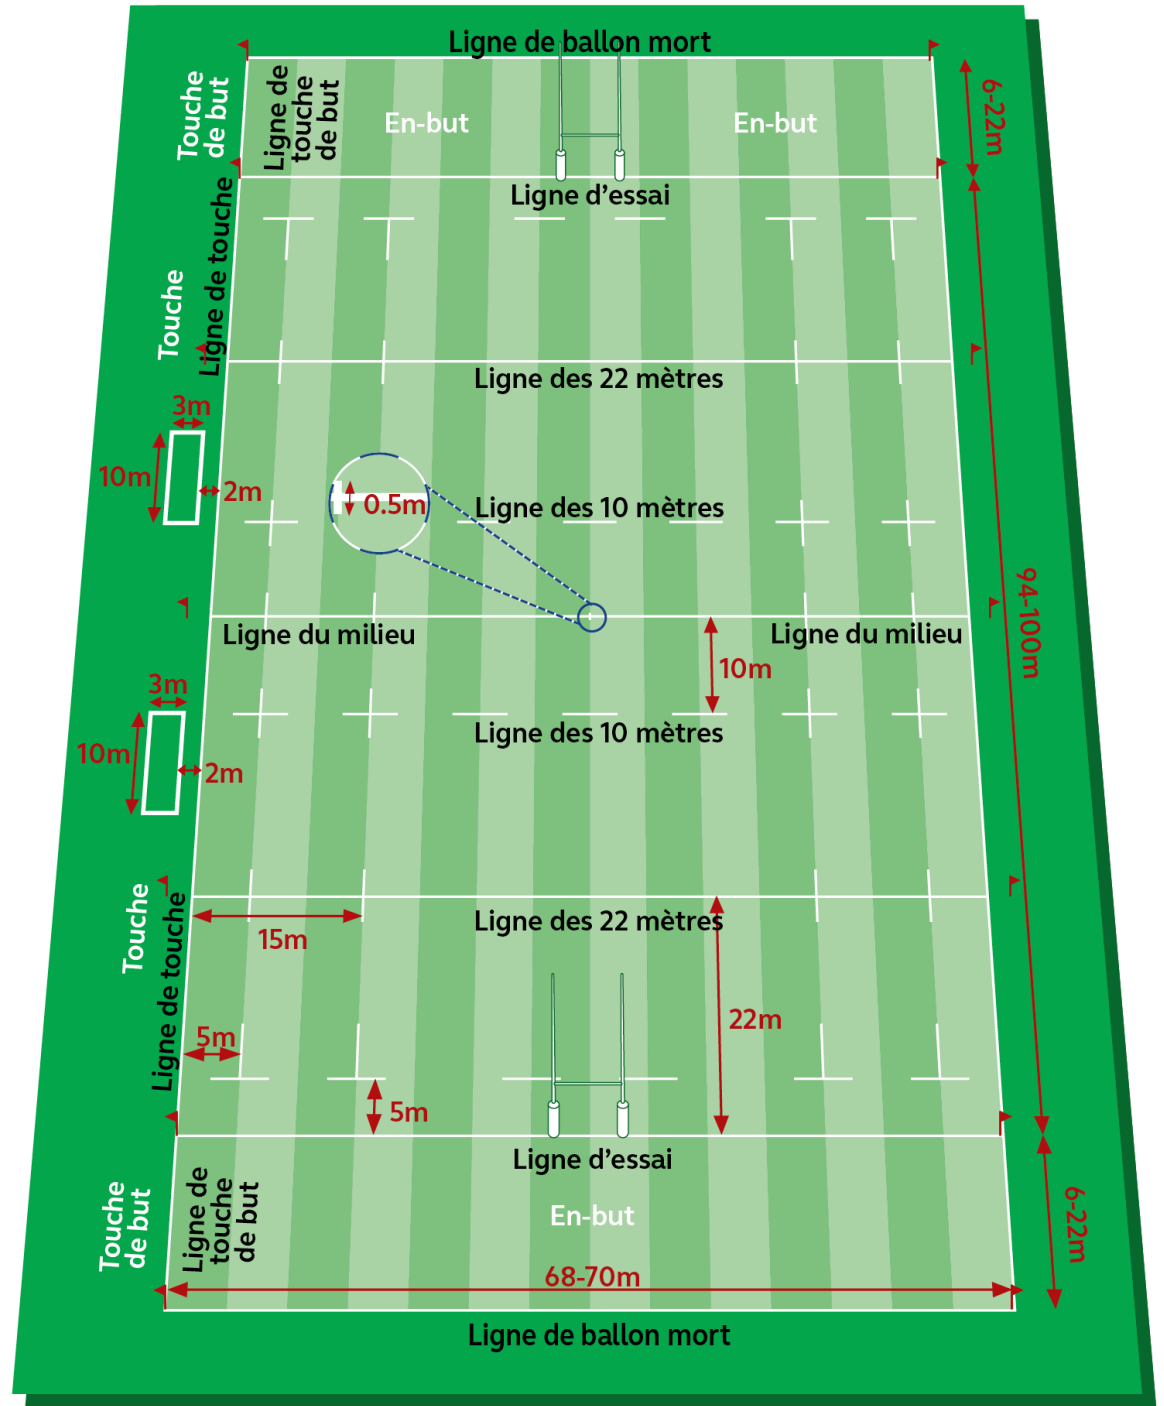 Ligne de ballon mort
Touche
de but
Ligne de
touche
de but
En-but
En-but
6-22m
Ligne d’essai
Ligne de touche
Touche
Ligne des 22 mètres
3m
10m
2m
0.5m
Ligne des 10 mètres
94-100m
Ligne du milieu
Ligne du milieu
10m
3m
10m
2m
Ligne des 10 mètres
Touche
Ligne de touche
15m
Ligne des 22 mètres
22m
5m
5m
Ligne d’essai
Touche
de but
Ligne de
touche
de but
En-but
6-22m
68-70m
Ligne de ballon mort